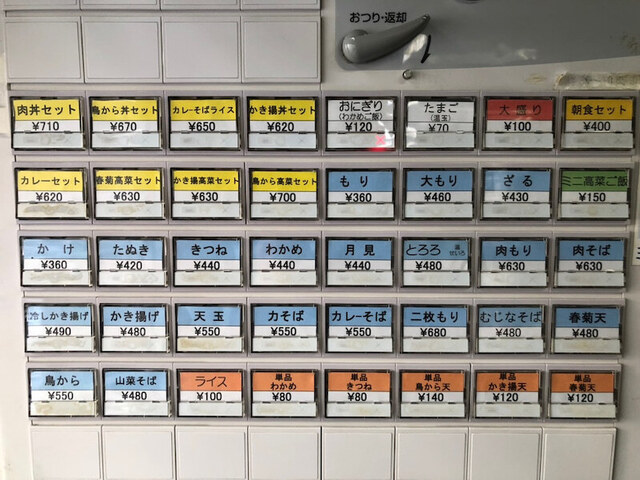 おつり・返却
肉丼セット
¥710
鳥から丼セット
¥670
カレーそばライス
¥650
かき揚丼セット
¥620
おにぎり
(わかめご飯)
¥120
たまご
(温玉)
¥70
大盛り
¥100
朝食セット
¥400
カレーセット
¥620
春菊高菜セット
¥630
かき揚高菜セット
¥630
鳥から高菜セット
¥700
もり
¥360
大もり
¥460
ざる
¥430
ミニ高菜ご飯
¥150
かけ
¥360
たぬき
¥420
きつね
¥440
わかめ
¥440
月見
¥440
とろろ
¥480
肉もり
¥630
肉そば
¥630
冷しかき揚げ
¥490
かき揚げ
¥480
天玉
¥550
力そば
¥550
カレーそば
¥550
二枚もり
¥680
むじなそば
¥480
春菊天
¥480
鳥から
¥550
山菜そば
¥480
ライス
¥100
単品
わかめ
¥80
単品
きつね
¥80
単品
鳥から天
¥140
単品
かき揚天
¥120
単品
春菊天
¥120